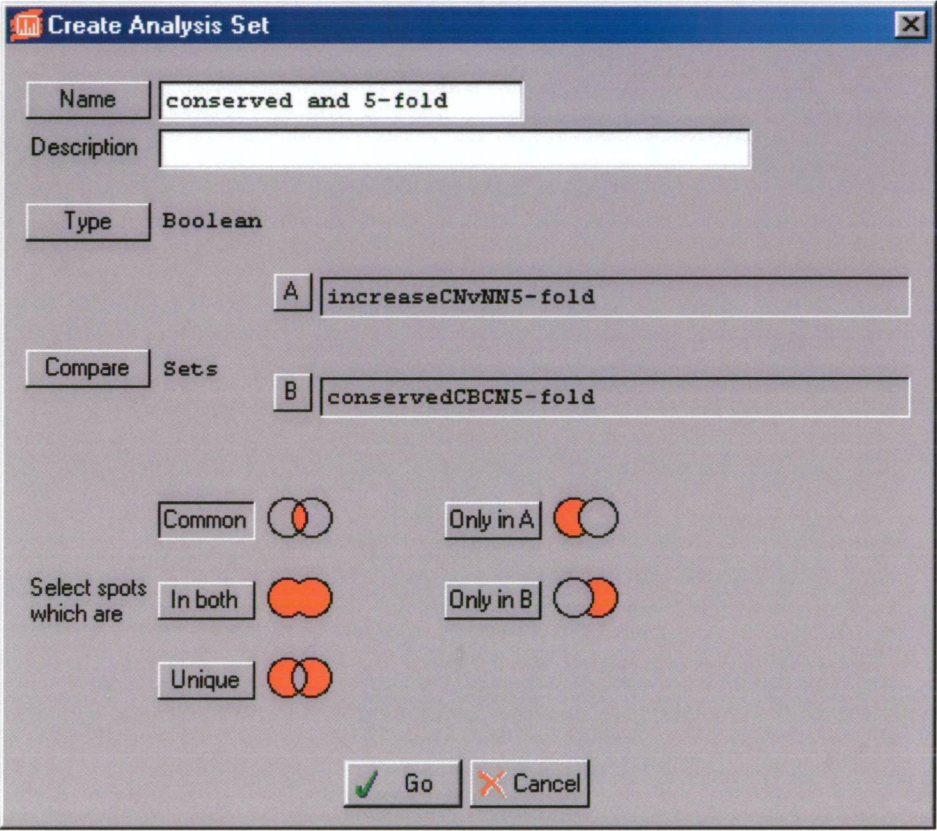 Create Analysis Set
Name conserved and 5-fold
Description
Type Boolean
A increaseCNvNN5-fold
Compare Sets
B conservedCBCN5-fold
Common Only in A
Select spots
which are
In both Only in B
Unique
Go Cancel